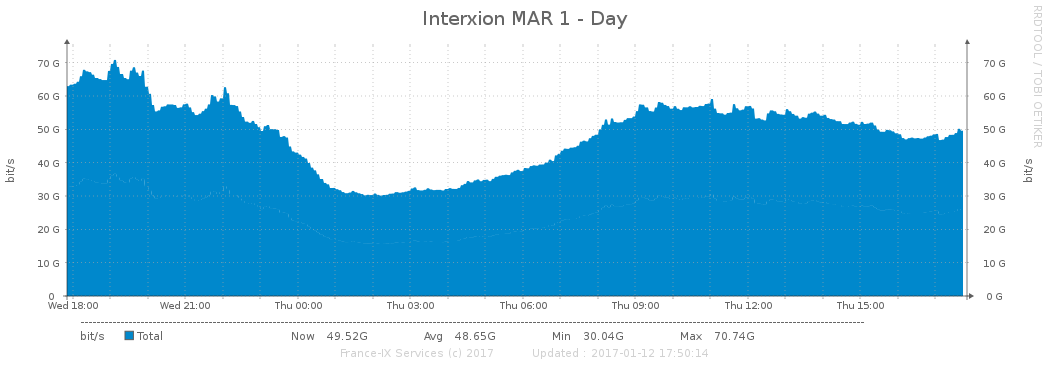 Interxion MAR 1 - Day
RRDTOOL / TOBI OETIKER
bit/s
70 G 70 G
60 G 60 G
50 G 50 G
40 G 40 G
30 G 30 G
20 G 20 G
10 G 10 G
0 0 G
bit/s
Wed 18:00 Wed 21:00 Thu 00:00 Thu 03:00 Thu 06:00 Thu 09:00 Thu 12:00 Thu 15:00
bit/s Total Now 49.52G Avg 48.65G Min 30.04G Max 70.74G
France-IX Services (c) 2017 Updated : 2017-01-12 17:50:14